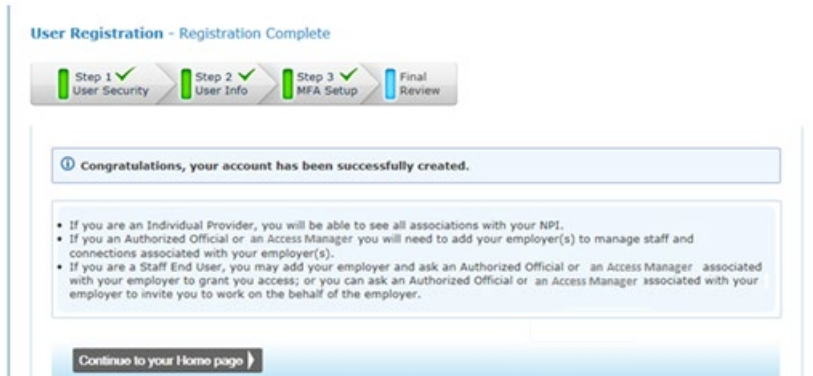 User Registration - Registration Complete
Step 1 Step 2 Step 3 Final
User Security User Info MFA Setup Review
Congratulations, your account has been successfully created.
• If you are an Individual Provider, you will be able to see all associations with your NPI.
• If you an Authorized Official or an Access Manager you will need to add your employer(s) to manage staff and
connections associated with your employer(s).
• If you are a Staff End User, you may add your employer and ask an Authorized Official or an Access Manager associated
with your employer to grant you access; or you can ask an Authorized Official or an Access Manager associated with your
employer to invite you to work on the behalf of the employer.
Continue to your Home page